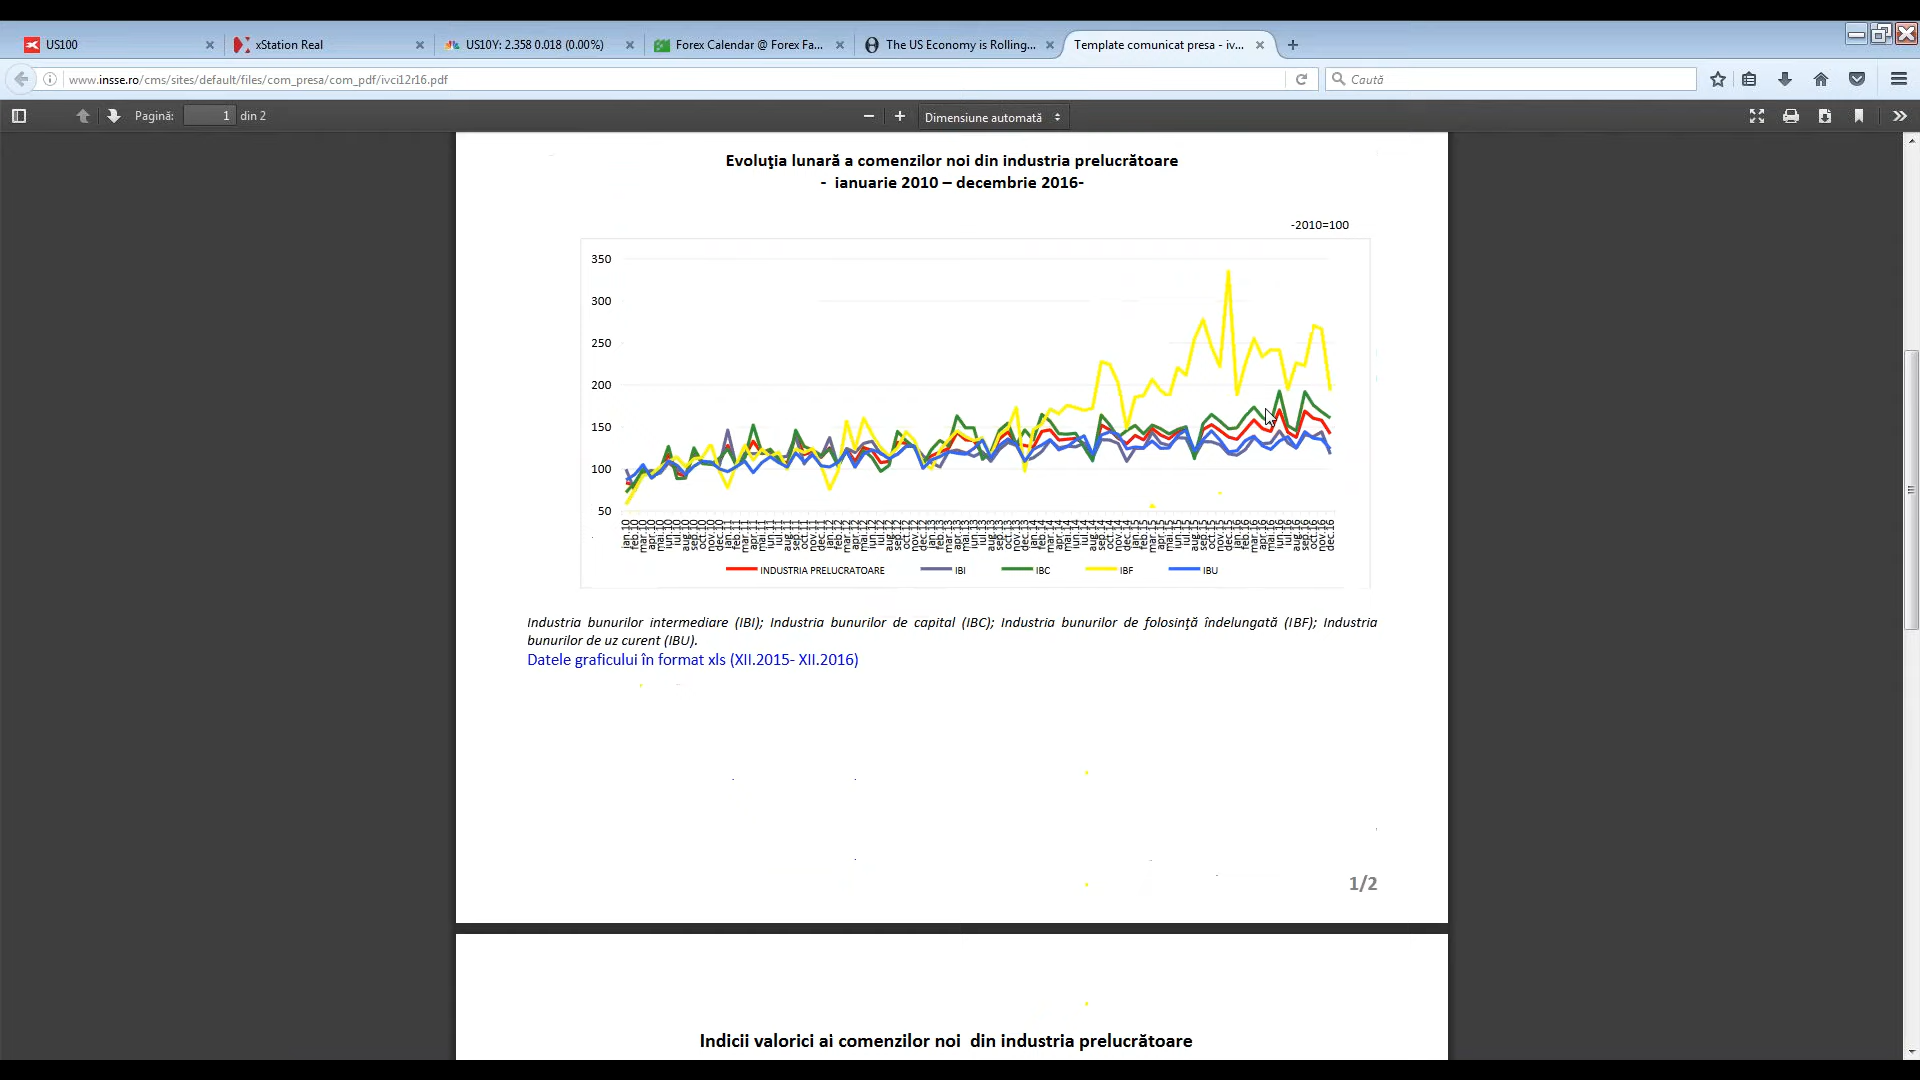 US100
xStation Real
US10Y: 2.358 0.018 (0.00%)
Forex Calendar @ Forex Fa...
The US Economy is Rolling...
Template comunicat presa - iv...
www.insse.ro/cms/sites/default/files/com_presa/com_pdf/ivci12r16.pdf
Caută
Pagină: 1 din 2
Dimensiune automată
Evoluţia lunară a comenzilor noi din industria prelucrătoare
- ianuarie 2010 – decembrie 2016-
-2010=100
350
300
250
200
150
100
50
INDUSTRIA PRELUCRATOARE IBI IBC IBF IBU
Industria bunurilor intermediare (IBI); Industria bunurilor de capital (IBC); Industria bunurilor de folosinţă îndelungată (IBF); Industria
bunurilor de uz curent (IBU).
Datele graficului în format xls (XII.2015- XII.2016)
1/2
Indicii valorici ai comenzilor noi din industria prelucrătoare